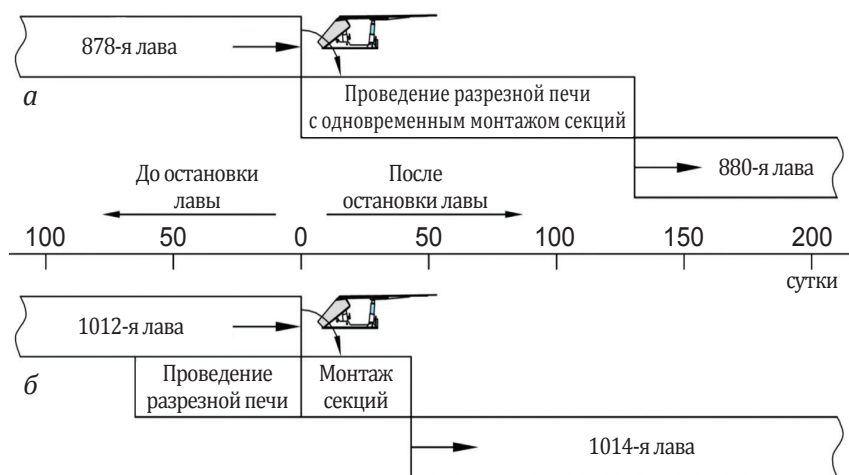 878-я лава
а
Проведение разрезной печи
с одновременным монтажом секций
880-я лава
До остановки
лавы
После
остановки лавы
100 50 0 50 100 150 200
сутки
1012-я лава
б
Проведение
разрезной печи
Монтаж
секций
1014-я лава